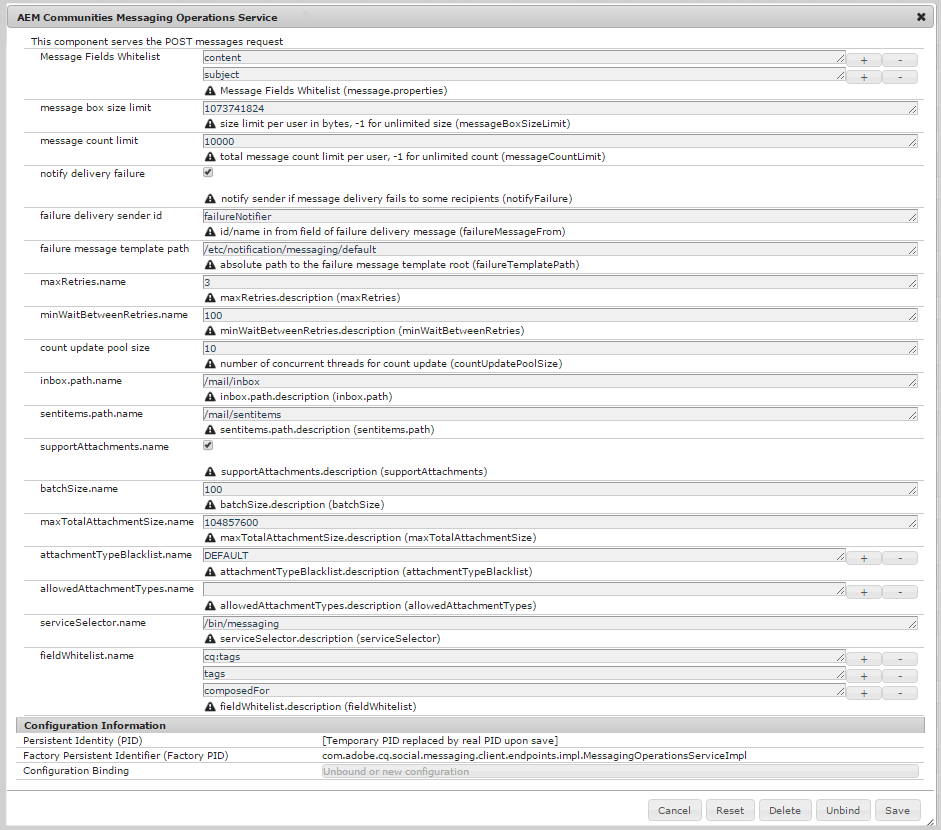 AEM Communities Messaging Operations Service
This component serves the POST messages request
Message Fields Whitelist
content
+ -
subject
+ -
Message Fields Whitelist (message.properties)
message box size limit
1073741824
size limit per user in bytes, -1 for unlimited size (messageBoxSizeLimit)
message count limit
10000
total message count limit per user, -1 for unlimited count (messageCountLimit)
notify delivery failure
notify sender if message delivery fails to some recipients (notifyFailure)
failure delivery sender id
failureNotifier
id/name in from field of failure delivery message (failureMessageFrom)
failure message template path
/etc/notification/messaging/default
absolute path to the failure message template root (failureTemplatePath)
maxRetries.name
3
maxRetries.description (maxRetries)
minWaitBetweenRetries.name
100
minWaitBetweenRetries.description (minWaitBetweenRetries)
count update pool size
10
number of concurrent threads for count update (countUpdatePoolSize)
inbox.path.name
/mail/inbox
inbox.path.description (inbox.path)
sentitems.path.name
/mail/sentitems
sentitems.path.description (sentitems.path)
supportAttachments.name
supportAttachments.description (supportAttachments)
batchSize.name
100
batchSize.description (batchSize)
maxTotalAttachmentSize.name
104857600
maxTotalAttachmentSize.description (maxTotalAttachmentSize)
attachmentTypeBlacklist.name
DEFAULT
+ -
attachmentTypeBlacklist.description (attachmentTypeBlacklist)
allowedAttachmentTypes.name
+ -
allowedAttachmentTypes.description (allowedAttachmentTypes)
serviceSelector.name
/bin/messaging
serviceSelector.description (serviceSelector)
fieldWhitelist.name
cq:tags
+ -
tags
+ -
composedFor
+ -
fieldWhitelist.description (fieldWhitelist)
Configuration Information
Persistent Identity (PID)
[Temporary PID replaced by real PID upon save]
Factory Persistent Identifier (Factory PID)
com.adobe.cq.social.messaging.client.endpoints.impl.MessagingOperationsServiceImpl
Configuration Binding
Unbound or new configuration
Cancel Reset Delete Unbind Save